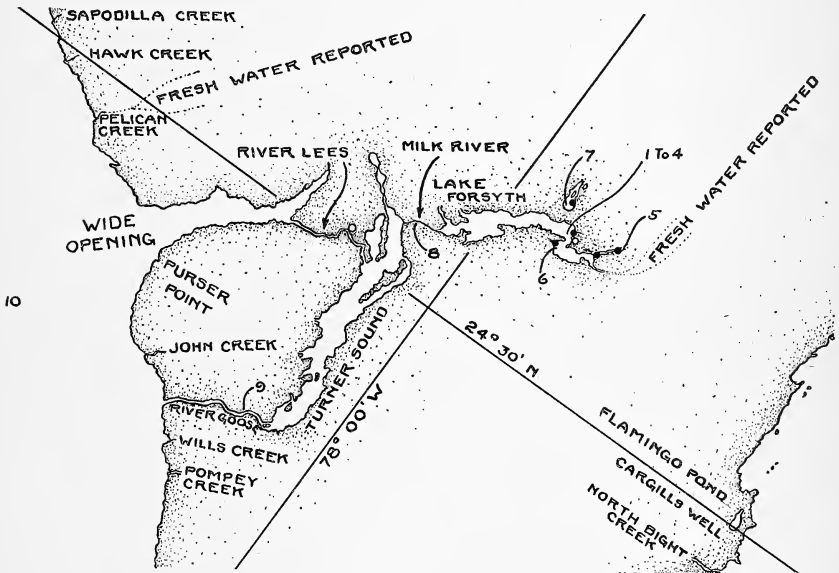 SAPODILLA CREEK
HAWK CREEK
FRESH WATER REPORTED
PELICAN
CREEK
RIVER LEES
MILK RIVER
LAKE
FORSYTH
7
1 TO 4
5
FRESH WATER REPORTED
WIDE
OPENING
8
6
PURSER
POINT
10
JOHN CREEK
24° 30' N
TURNER SOUND
78° 00' W
9
RIVER GOOSE
WILLS CREEK
POMPEY
CREEK
FLAMINGO POND
CARGILLS WELL
NORTH BIGHT
CREEK